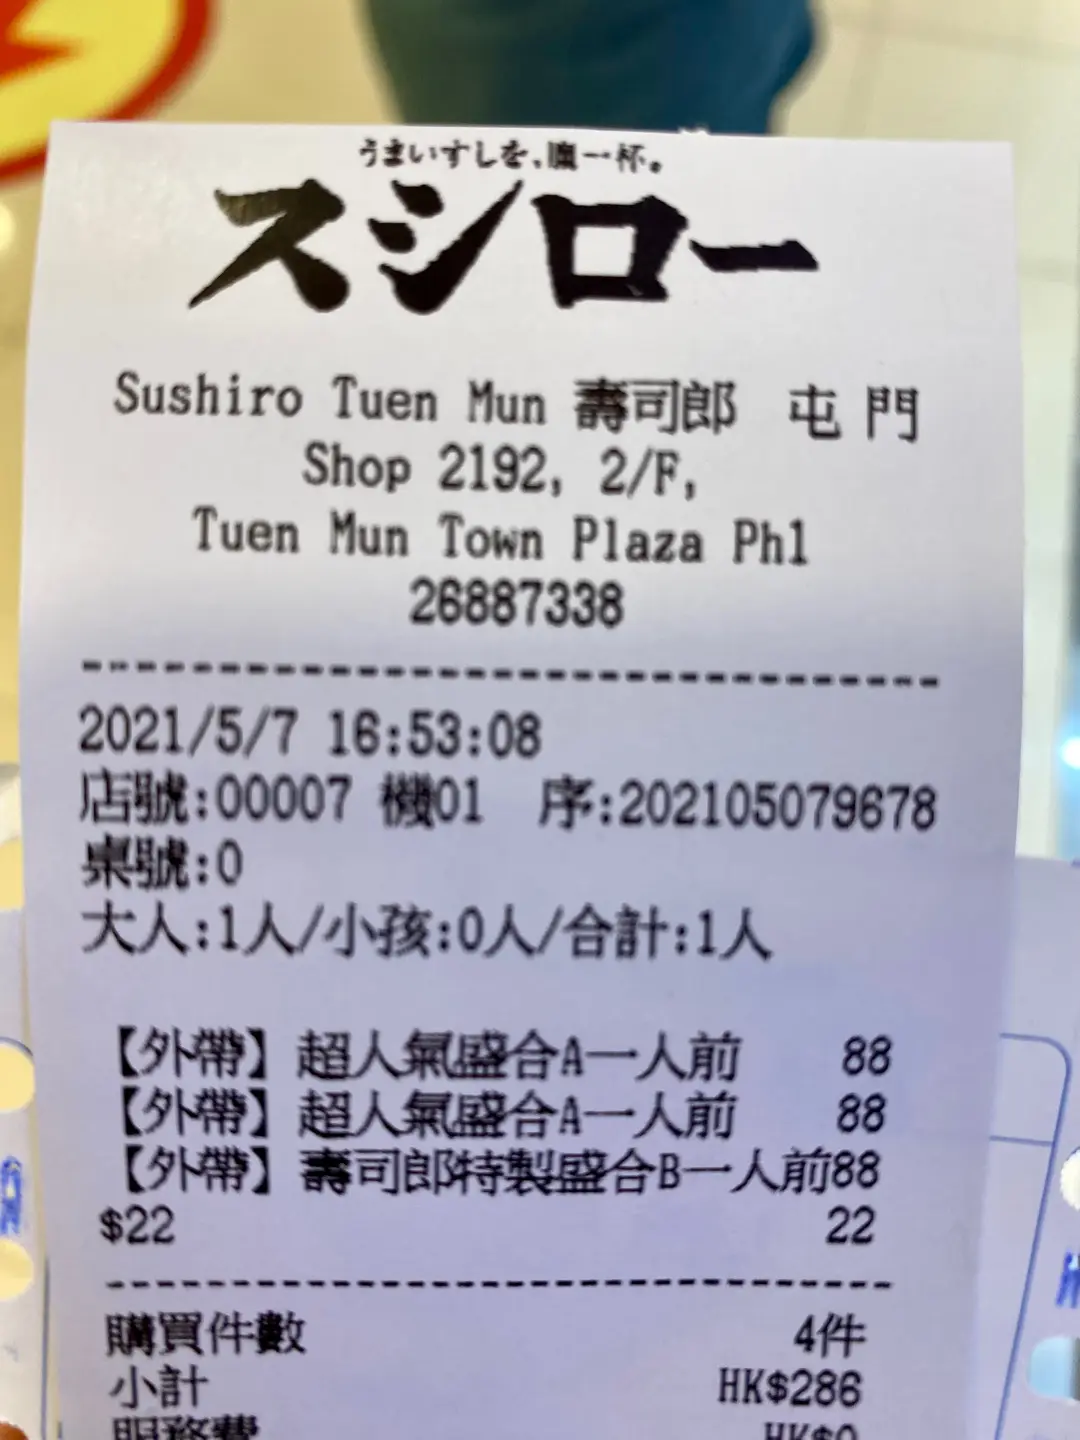 うまいすしを、腹一杯。
スシロー
Sushiro Tuen Mun 壽司郎 屯門
Shop 2192, 2/F,
Tuen Mun Town Plaza Ph1
26887338
--------------------------------
2021/5/7 16:53:08
店號:00007 機01 序:202105079678
桌號:0
大人:1人/小孩:0人/合計:1人
【外帶】超人氣盛合A一人前 88
【外帶】超人氣盛合A一人前 88
【外帶】壽司郎特製盛合B一人前88
$22 22
--------------------------------
購買件數 4件
小計 HK$286
服務費 HK$0